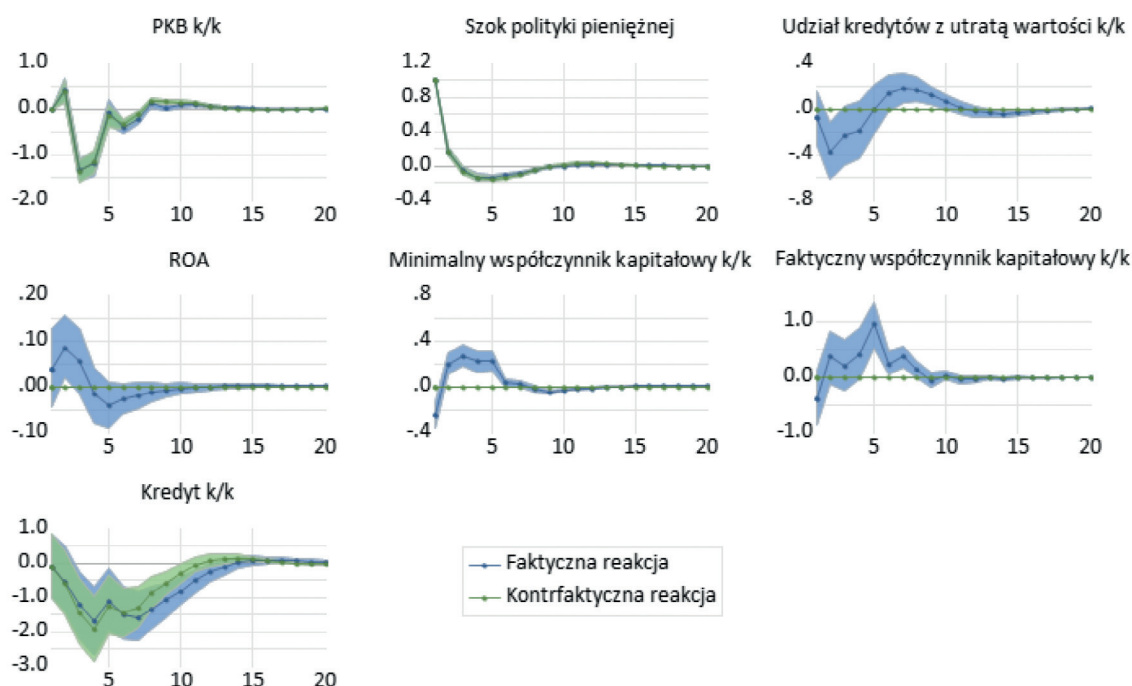 PKB k/k
1.0
0.0
-1.0
-2.0
5 10 15 20
Szok polityki pieniężnej
1.2
0.8
0.4
0.0
-0.4
5 10 15 20
Udział kredytów z utratą wartości k/k
.4
.0
-.4
-.8
5 10 15 20
ROA
.20
.10
.00
-.10
5 10 15 20
Minimalny współczynnik kapitałowy k/k
.8
.4
.0
-.4
5 10 15 20
Faktyczny współczynnik kapitałowy k/k
1.0
0.0
-1.0
5 10 15 20
Kredyt k/k
1.0
0.0
-1.0
-2.0
-3.0
5 10 15 20
Faktyczna reakcja
Kontrfaktyczna reakcja